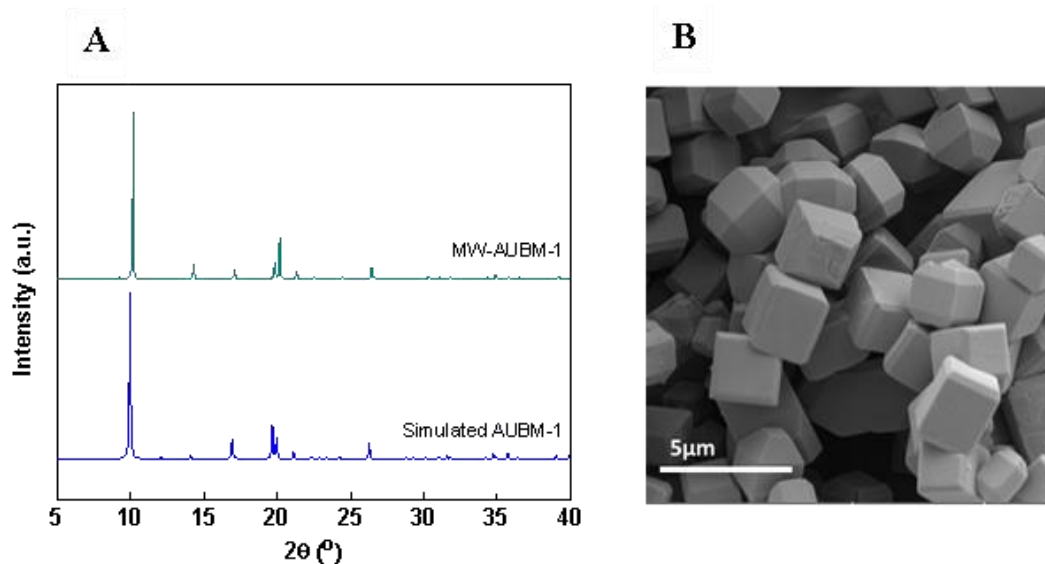 A
B
Intensity (a.u.)
MW-AUBM-1
Simulated AUBM-1
5 10 15 20 25 30 35 40
2θ (º)
5µm